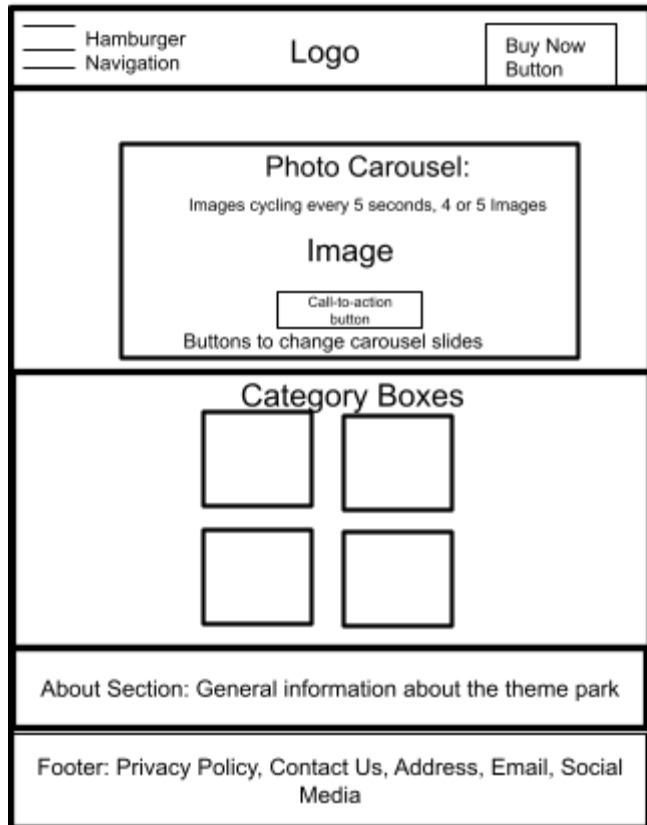 Hamburger
Navigation
Logo
Buy Now
Button
Photo Carousel:
Images cycling every 5 seconds, 4 or 5 Images
Image
Call-to-action
button
Buttons to change carousel slides
Category Boxes
About Section: General information about the theme park
Footer: Privacy Policy, Contact Us, Address, Email, Social
Media